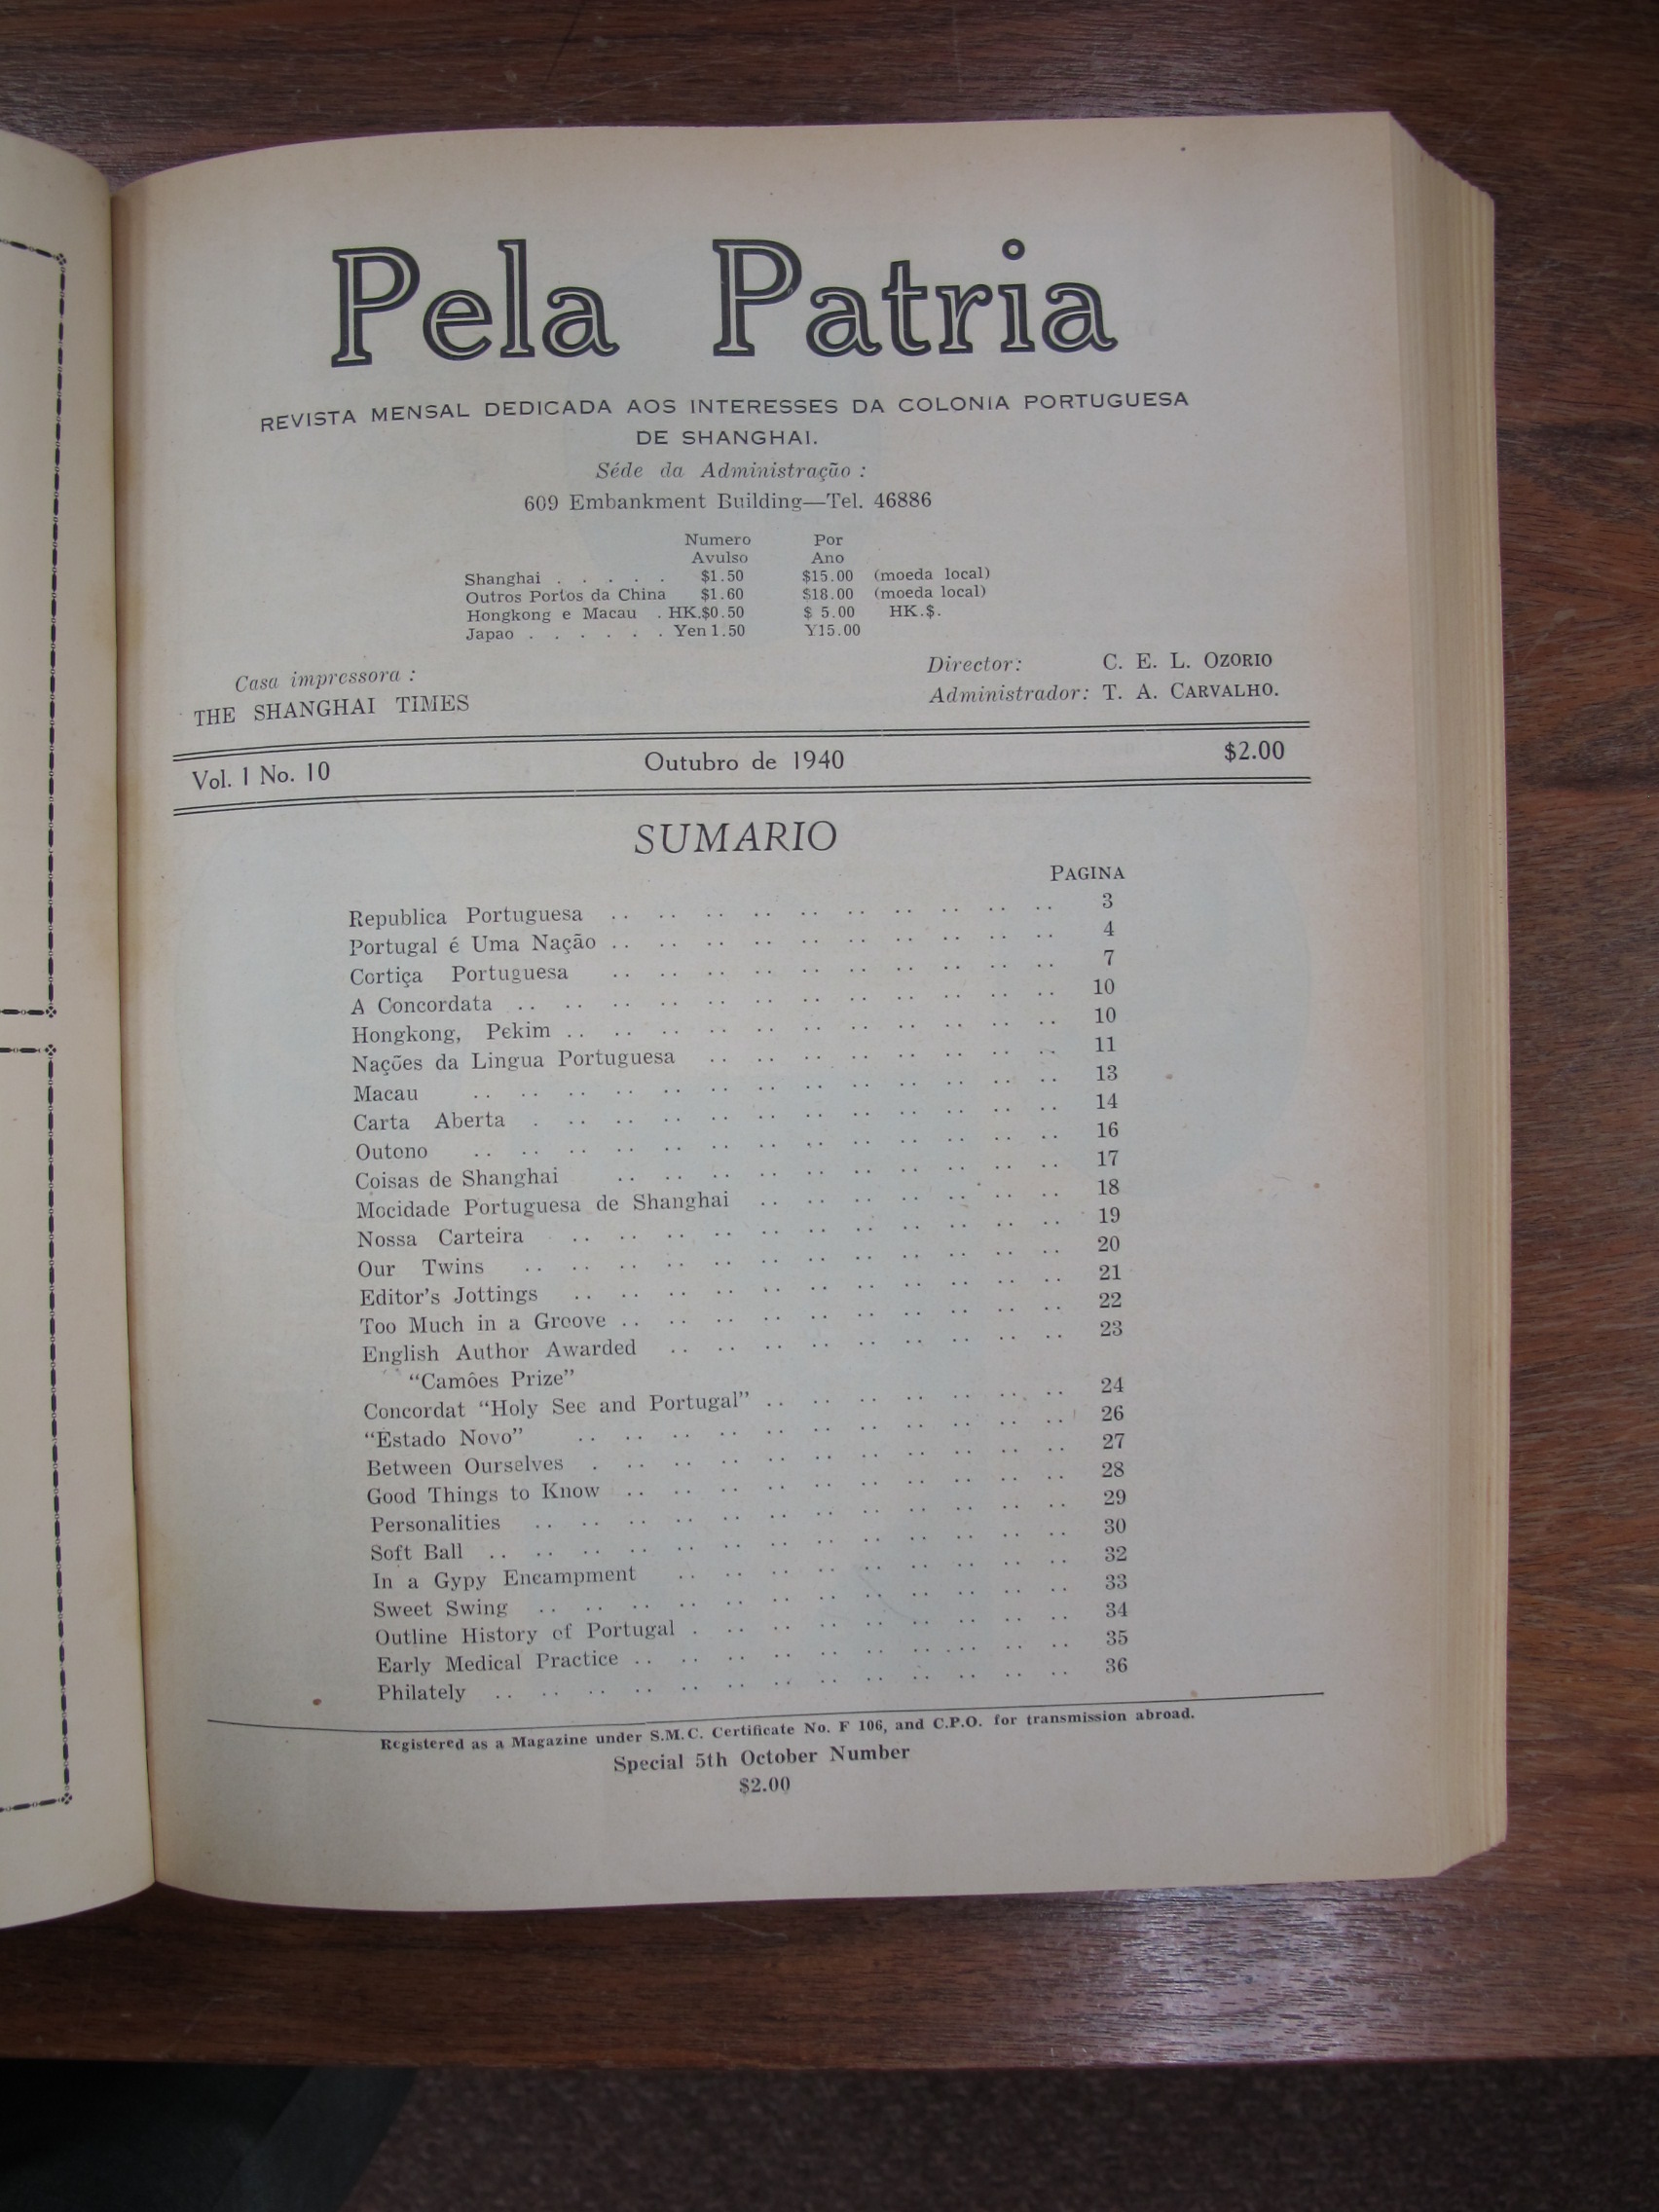 Pela Patria
REVISTA MENSAL DEDICADA AOS INTERESSES DA COLONIA PORTUGUESA
DE SHANGHAI.
Séde da Administração :
609 Embankment Building—Tel. 46886
Numero Por
Avulso Ano
Shanghai . . . . . $1.50 $15.00 (moeda local)
Outros Portos da China $1.60 $18.00 (moeda local)
Hongkong e Macau . HK.$0.50 $ 5.00 HK.$.
Japao . . . . . . Yen 1.50 Y15.00
Casa impressora :
THE SHANGHAI TIMES
Director: C. E. L. OZORIO
Administrador: T. A. CARVALHO.
Vol. 1 No. 10 Outubro de 1940 $2.00
SUMARIO
PAGINA
Republica Portuguesa .. .. .. .. .. .. .. .. .. .. 3
Portugal é Uma Nação .. .. .. .. .. .. .. .. .. .. 4
Cortiça Portuguesa .. .. .. .. .. .. .. .. .. .. 7
A Concordata .. .. .. .. .. .. .. .. .. .. .. .. 10
Hongkong, Pekim .. .. .. .. .. .. .. .. .. .. .. 10
Nações da Lingua Portuguesa .. .. .. .. .. .. .. .. 11
Macau .. .. .. .. .. .. .. .. .. .. .. .. .. 13
Carta Aberta . .. .. .. .. .. .. .. .. .. .. .. 14
Outono .. .. .. .. .. .. .. .. .. .. .. .. .. 16
Coisas de Shanghai .. .. .. .. .. .. .. .. .. .. 17
Mocidade Portuguesa de Shanghai .. .. .. .. .. .. .. 18
Nossa Carteira .. .. .. .. .. .. .. .. .. .. .. 19
Our Twins .. .. .. .. .. .. .. .. .. .. .. .. 20
Editor's Jottings .. .. .. .. .. .. .. .. .. .. .. 21
Too Much in a Groove .. .. .. .. .. .. .. .. .. .. 22
English Author Awarded .. .. .. .. .. .. .. .. .. 23
"Camôes Prize"
Concordat "Holy See and Portugal" .. .. .. .. .. .. .. 24
"Estado Novo" .. .. .. .. .. .. .. .. .. .. .. 26
Between Ourselves . .. .. .. .. .. .. .. .. .. .. 27
Good Things to Know .. .. .. .. .. .. .. .. .. .. 28
Personalities .. .. .. .. .. .. .. .. .. .. .. .. 29
Soft Ball .. .. .. .. .. .. .. .. .. .. .. .. .. 30
In a Gypy Encampment .. .. .. .. .. .. .. .. .. 32
Sweet Swing .. .. .. .. .. .. .. .. .. .. .. .. 33
Outline History of Portugal . .. .. .. .. .. .. .. .. 34
Early Medical Practice .. .. .. .. .. .. .. .. .. .. 35
Philately .. .. .. .. .. .. .. .. .. .. .. .. .. 36
Registered as a Magazine under S.M.C. Certificate No. F 106, and C.P.O. for transmission abroad.
Special 5th October Number
$2.00